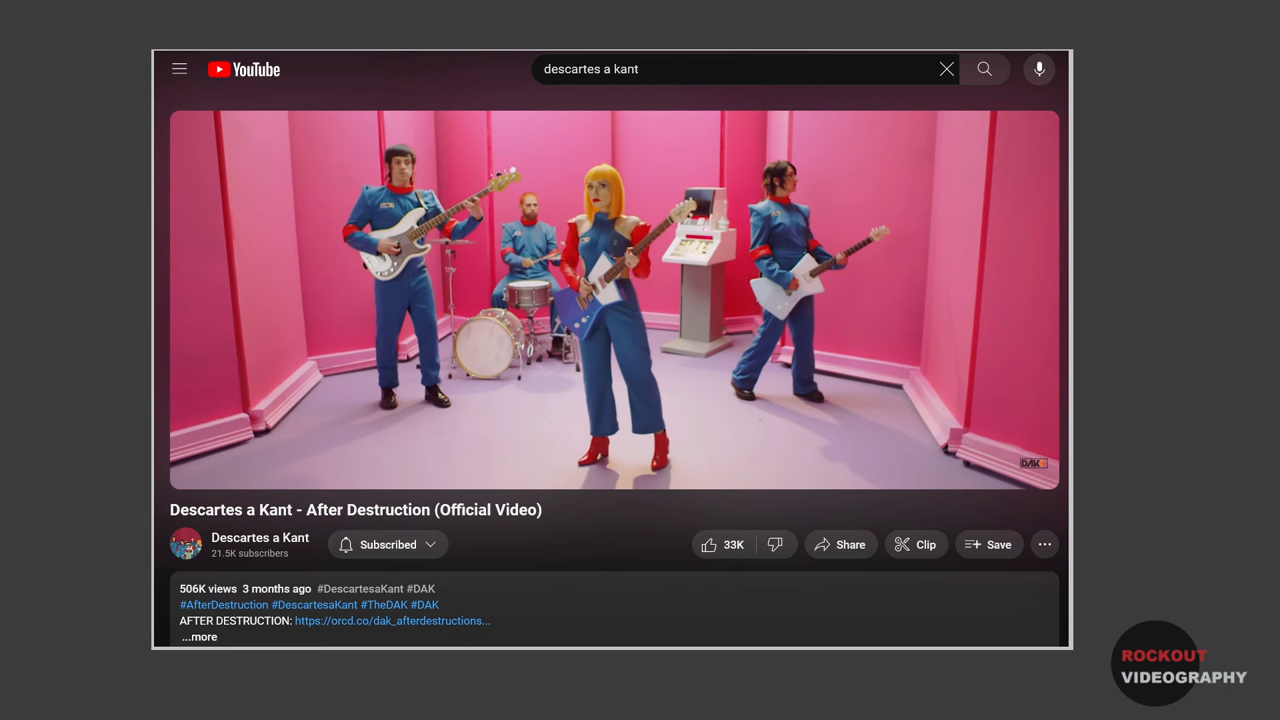 YouTube
descartes a kant
DAK
Descartes a Kant - After Destruction (Official Video)
Descartes a Kant
21.5K subscribers
Subscribed
33K
Share
Clip
Save
506K views 3 months ago #DescartesaKant #DAK
#AfterDestruction #DescartesaKant #TheDAK #DAK
AFTER DESTRUCTION: https://orcd.co/dak_afterdestructions...
...more
ROCKOUT
VIDEOGRAPHY